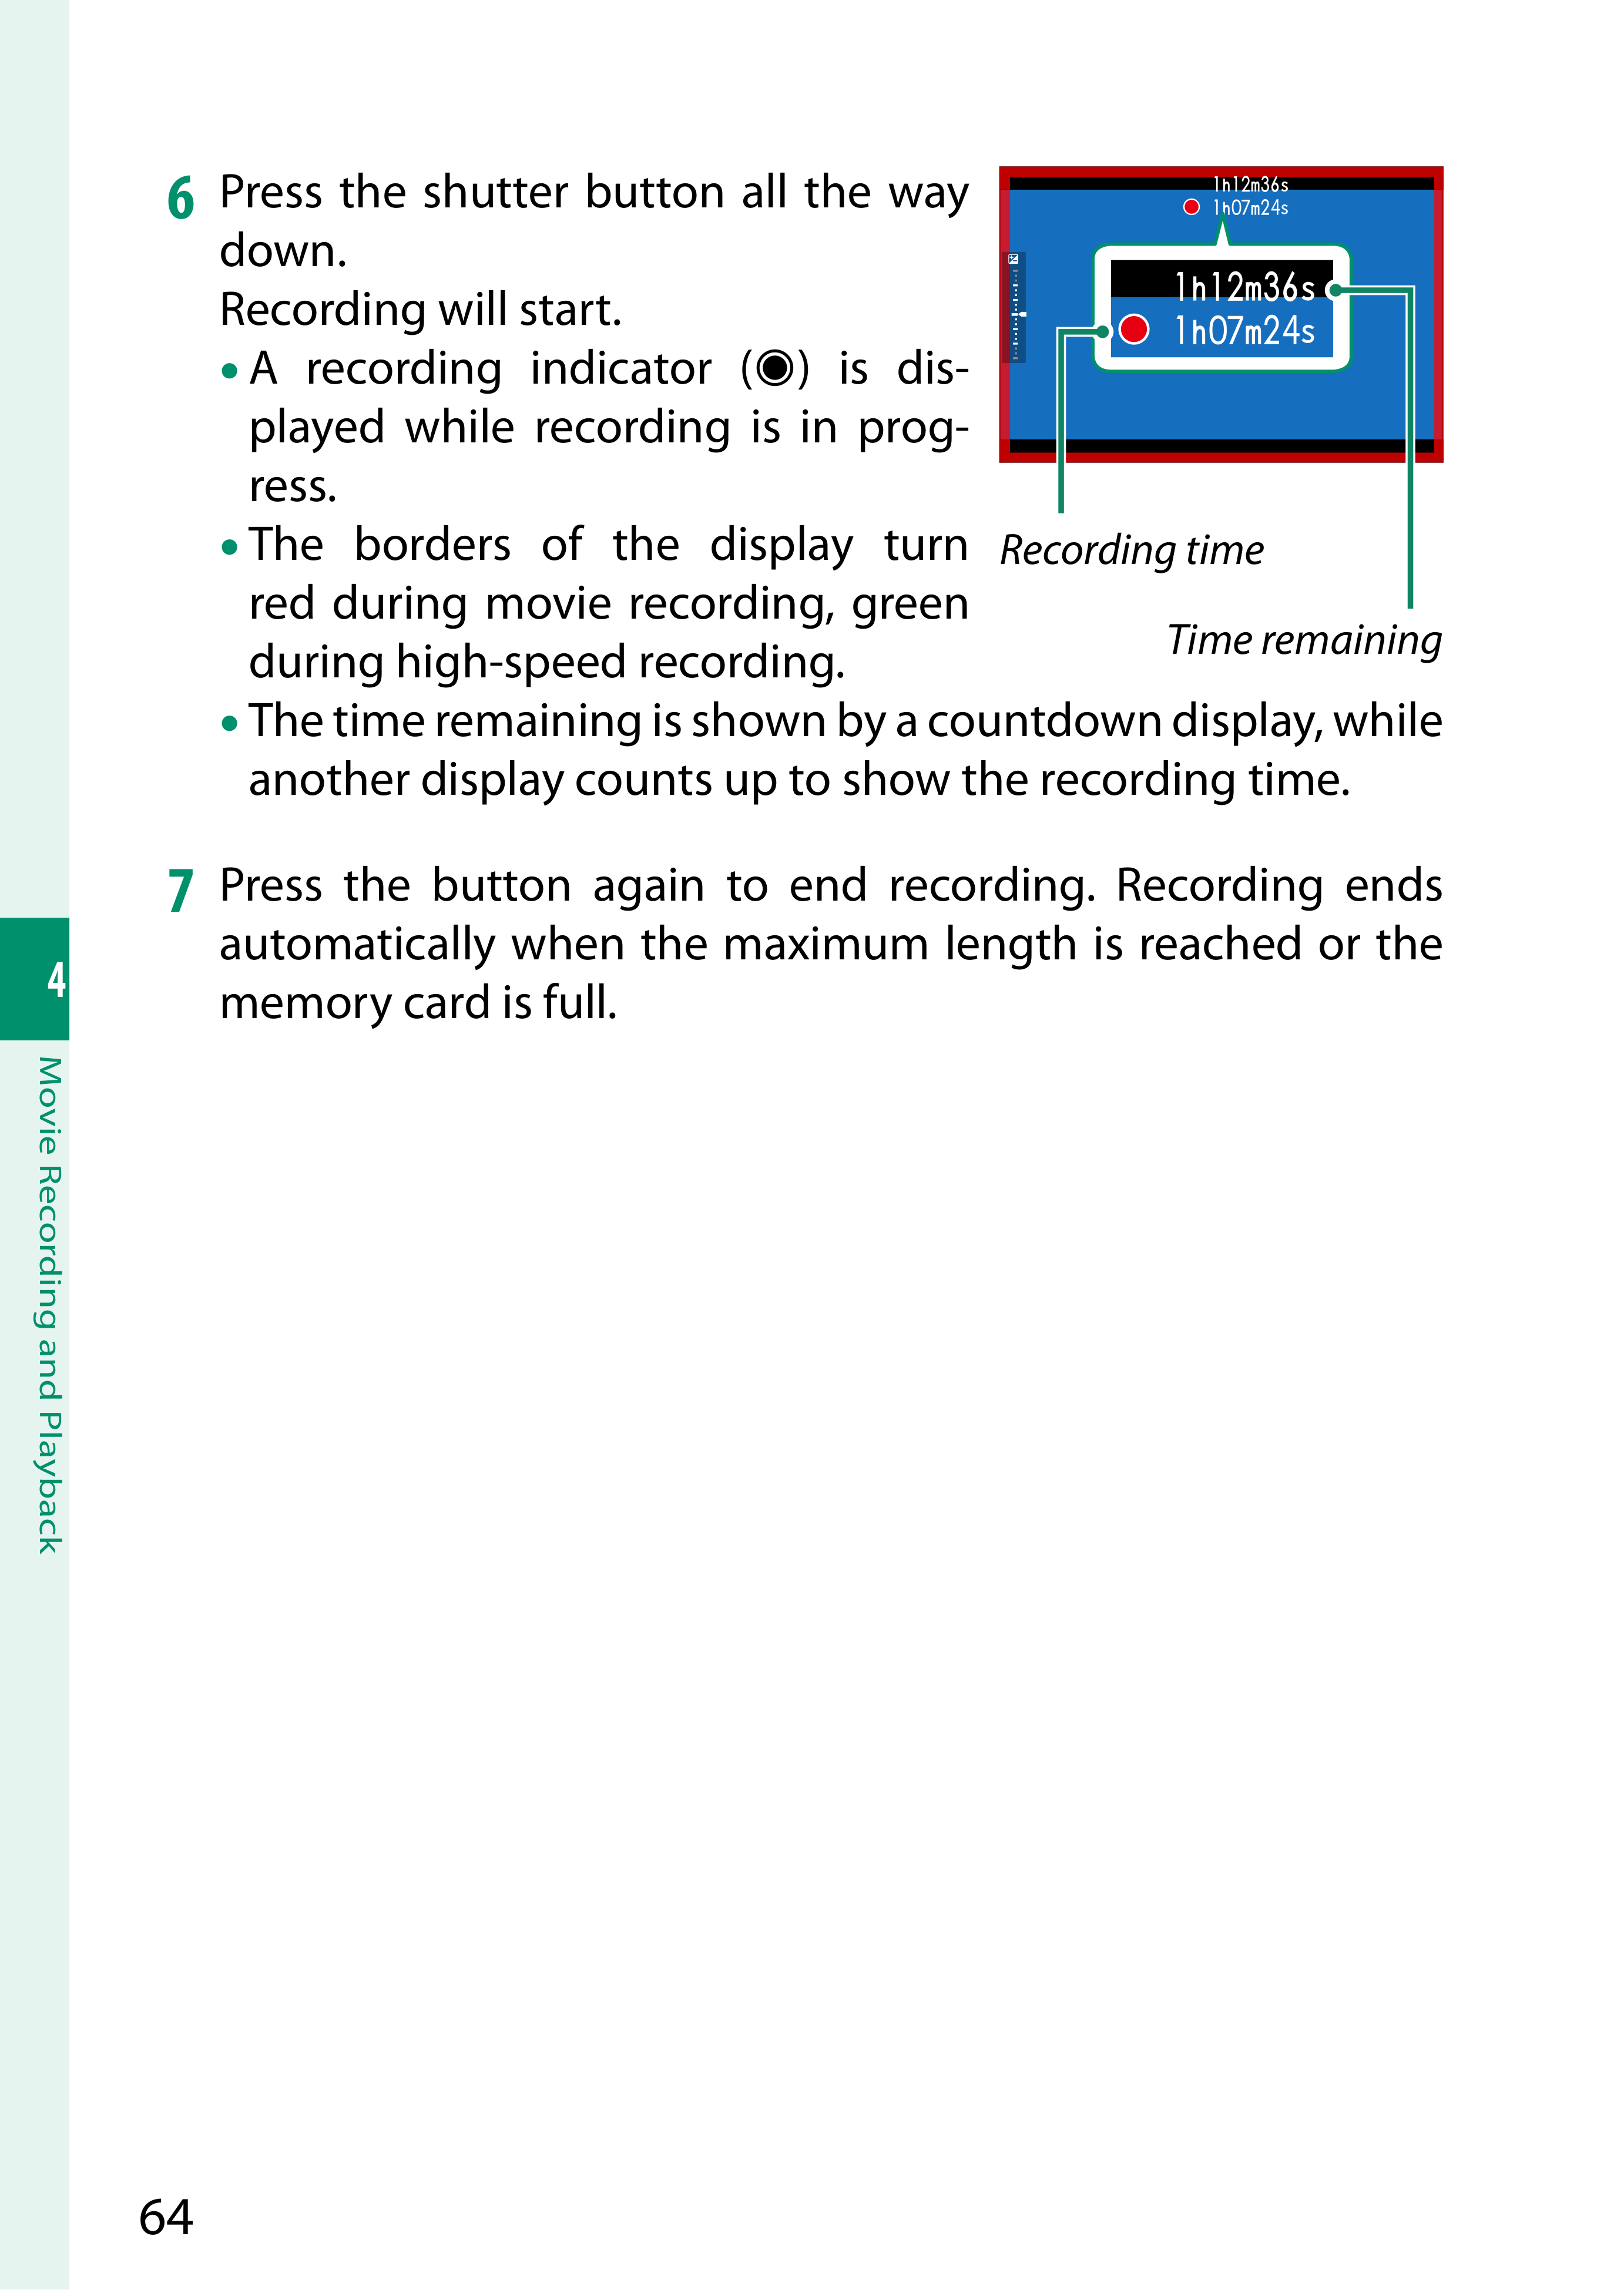 6 Press the shutter button all the way
down.
Recording will start.
• A recording indicator (◉) is dis-
played while recording is in prog-
ress.
• The borders of the display turn
red during movie recording, green
during high-speed recording.
1h12m36s
1h07m24s
1h12m36s
1h07m24s
Recording time
Time remaining
• The time remaining is shown by a countdown display, while
another display counts up to show the recording time.
7 Press the button again to end recording. Recording ends
automatically when the maximum length is reached or the
memory card is full.
4
Movie Recording and Playback
64